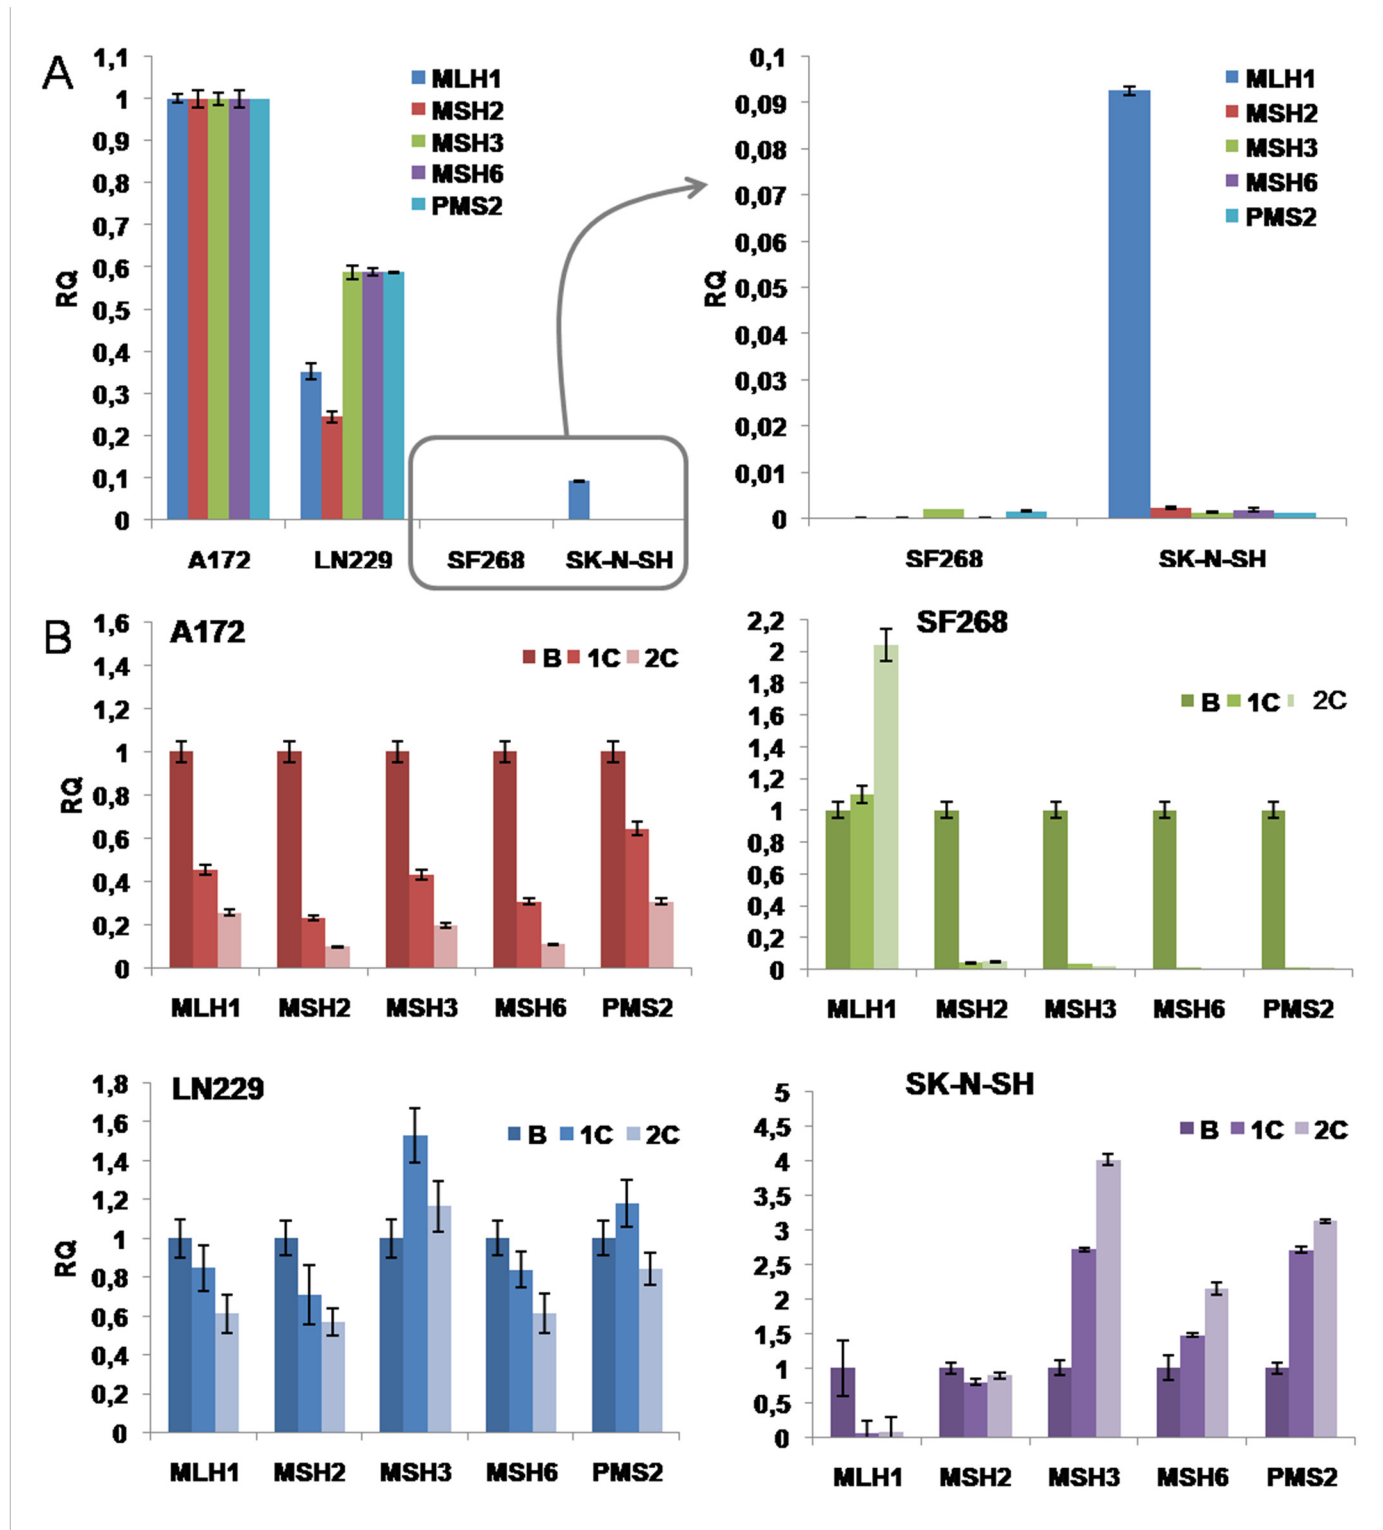 A
1,1
1
0,9
0,8
0,7
0,6
0,5
0,4
0,3
0,2
0,1
0
RQ
MLH1
MSH2
MSH3
MSH6
PMS2
A172 LN229 SF268 SK-N-SH
0,1
0,09
0,08
0,07
0,06
0,05
0,04
0,03
0,02
0,01
0
RQ
MLH1
MSH2
MSH3
MSH6
PMS2
SF268 SK-N-SH
B
A172
1,6
1,4
1,2
1
0,8
0,6
0,4
0,2
0
RQ
B 1C 2C
MLH1 MSH2 MSH3 MSH6 PMS2
SF268
2,2
2
1,8
1,6
1,4
1,2
1
0,8
0,6
0,4
0,2
0
B 1C 2C
MLH1 MSH2 MSH3 MSH6 PMS2
LN229
1,8
1,6
1,4
1,2
1
0,8
0,6
0,4
0,2
0
RQ
B 1C 2C
MLH1 MSH2 MSH3 MSH6 PMS2
SK-N-SH
5
4,5
4
3,5
3
2,5
2
1,5
1
0,5
0
B 1C 2C
MLH1 MSH2 MSH3 MSH6 PMS2